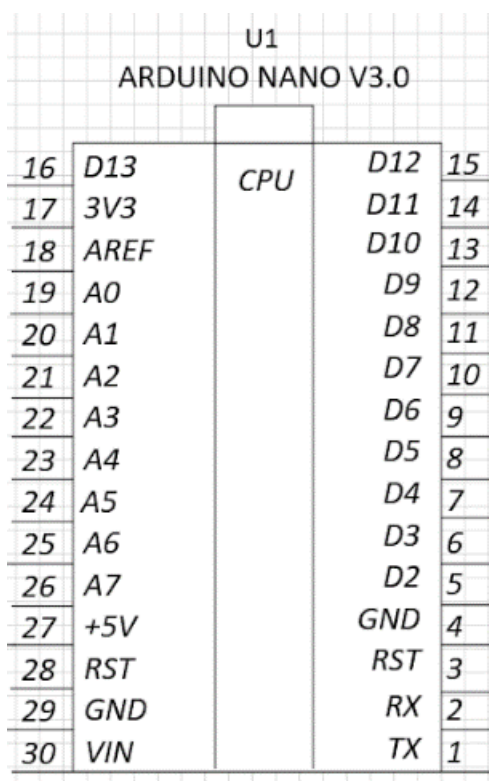 U1
ARDUINO NANO V3.0
CPU
16 D13 D12 15
17 3V3 D11 14
18 AREF D10 13
19 A0 D9 12
20 A1 D8 11
21 A2 D7 10
22 A3 D6 9
23 A4 D5 8
24 A5 D4 7
25 A6 D3 6
26 A7 D2 5
27 +5V GND 4
28 RST RST 3
29 GND RX 2
30 VIN TX 1